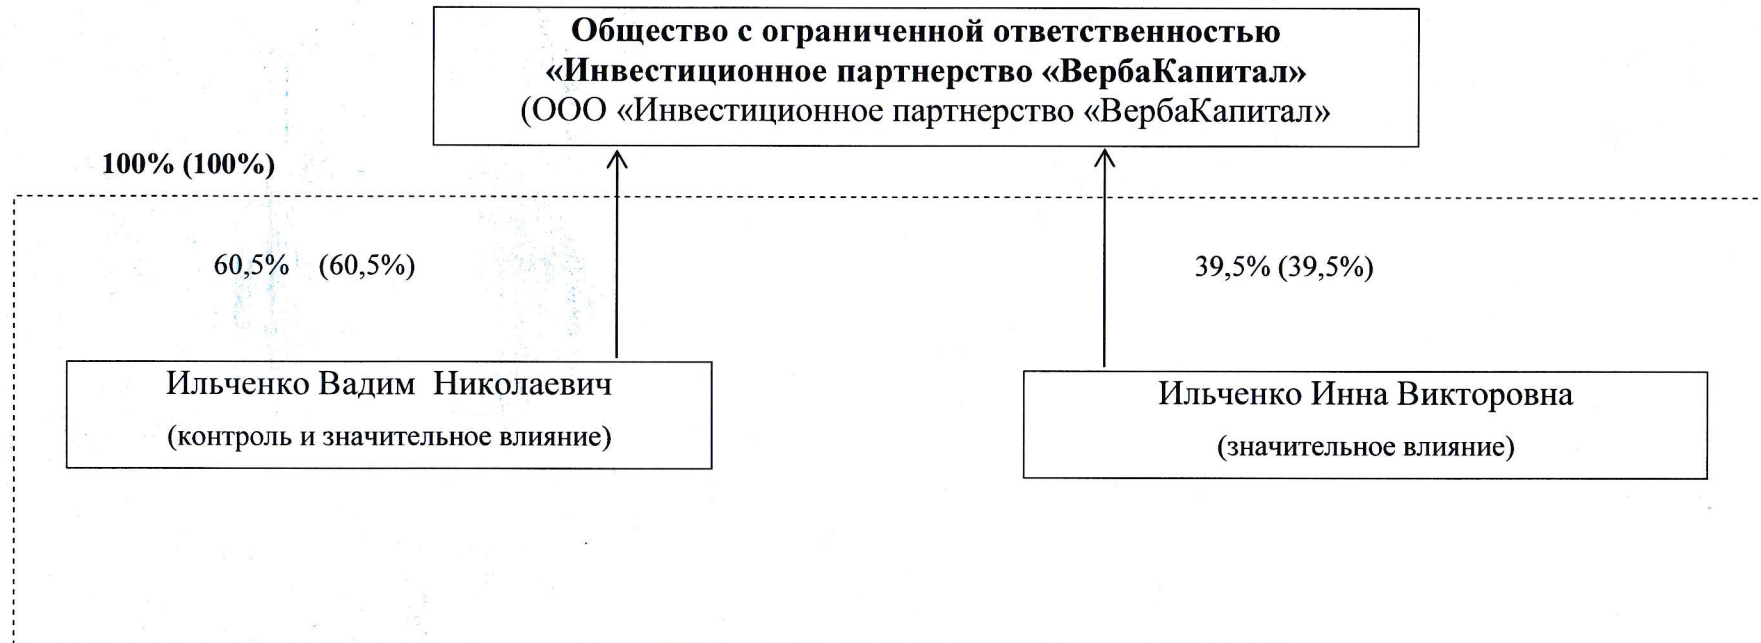 Общество с ограниченной ответственностью
«Инвестиционное партнерство «ВербаКапитал»
(ООО «Инвестиционное партнерство «ВербаКапитал»
100% (100%)
60,5% (60,5%)
39,5% (39,5%)
Ильченко Вадим Николаевич
(контроль и значительное влияние)
Ильченко Инна Викторовна
(значительное влияние)